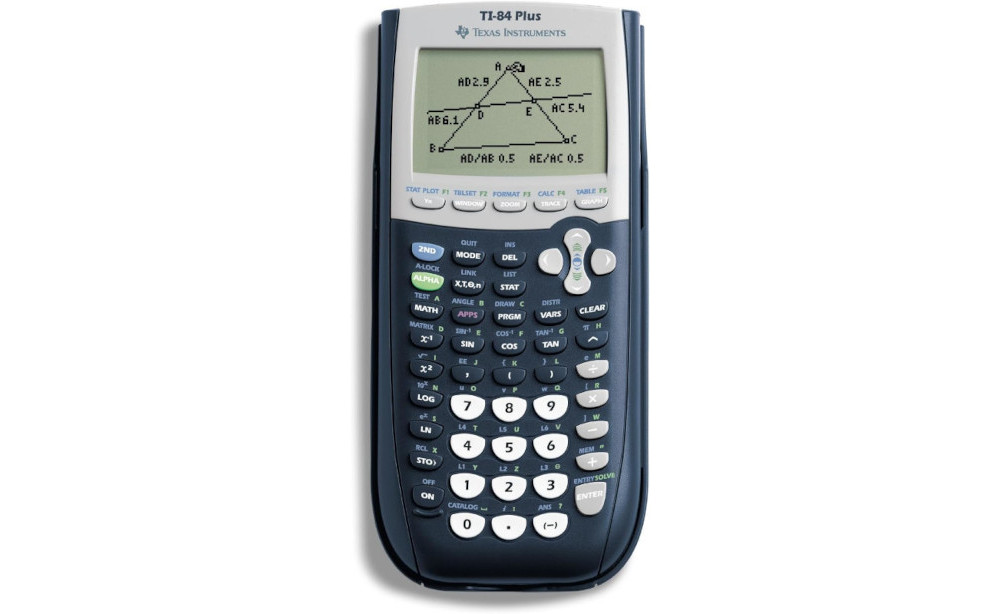 TI-84 Plus
TEXAS INSTRUMENTS
A
AD 2.9 AE 2.5
AB 6.1 D E AC 5.4
B C
AD/AB 0.5 AE/AC 0.5
STAT PLOT F1 TBLSET F2 FORMAT F3 CALC F4 TABLE F5
Y= WINDOW ZOOM TRACE GRAPH
QUIT INS
2ND MODE DEL
A-LOCK LINK LIST
ALPHA X,T,Θ,n STAT
TEST A ANGLE B DRAW C DISTR
MATH APPS PRGM VARS CLEAR
MATRIX D SIN⁻¹ E COS⁻¹ F TAN⁻¹ G π H
x⁻¹ SIN COS TAN ^
√ I EE J { K } L e M
x² , ( ) ÷
10ˣ N u O v P w Q [ R
LOG 7 8 9 ×
eˣ S L4 T L5 U L6 V ] W
LN 4 5 6 −
RCL X L1 Y L2 Z L3 θ MEM "
STO› 1 2 3 +
OFF CATALOG ⎵ i : ANS ? ENTRY SOLVE
ON 0 . (−) ENTER